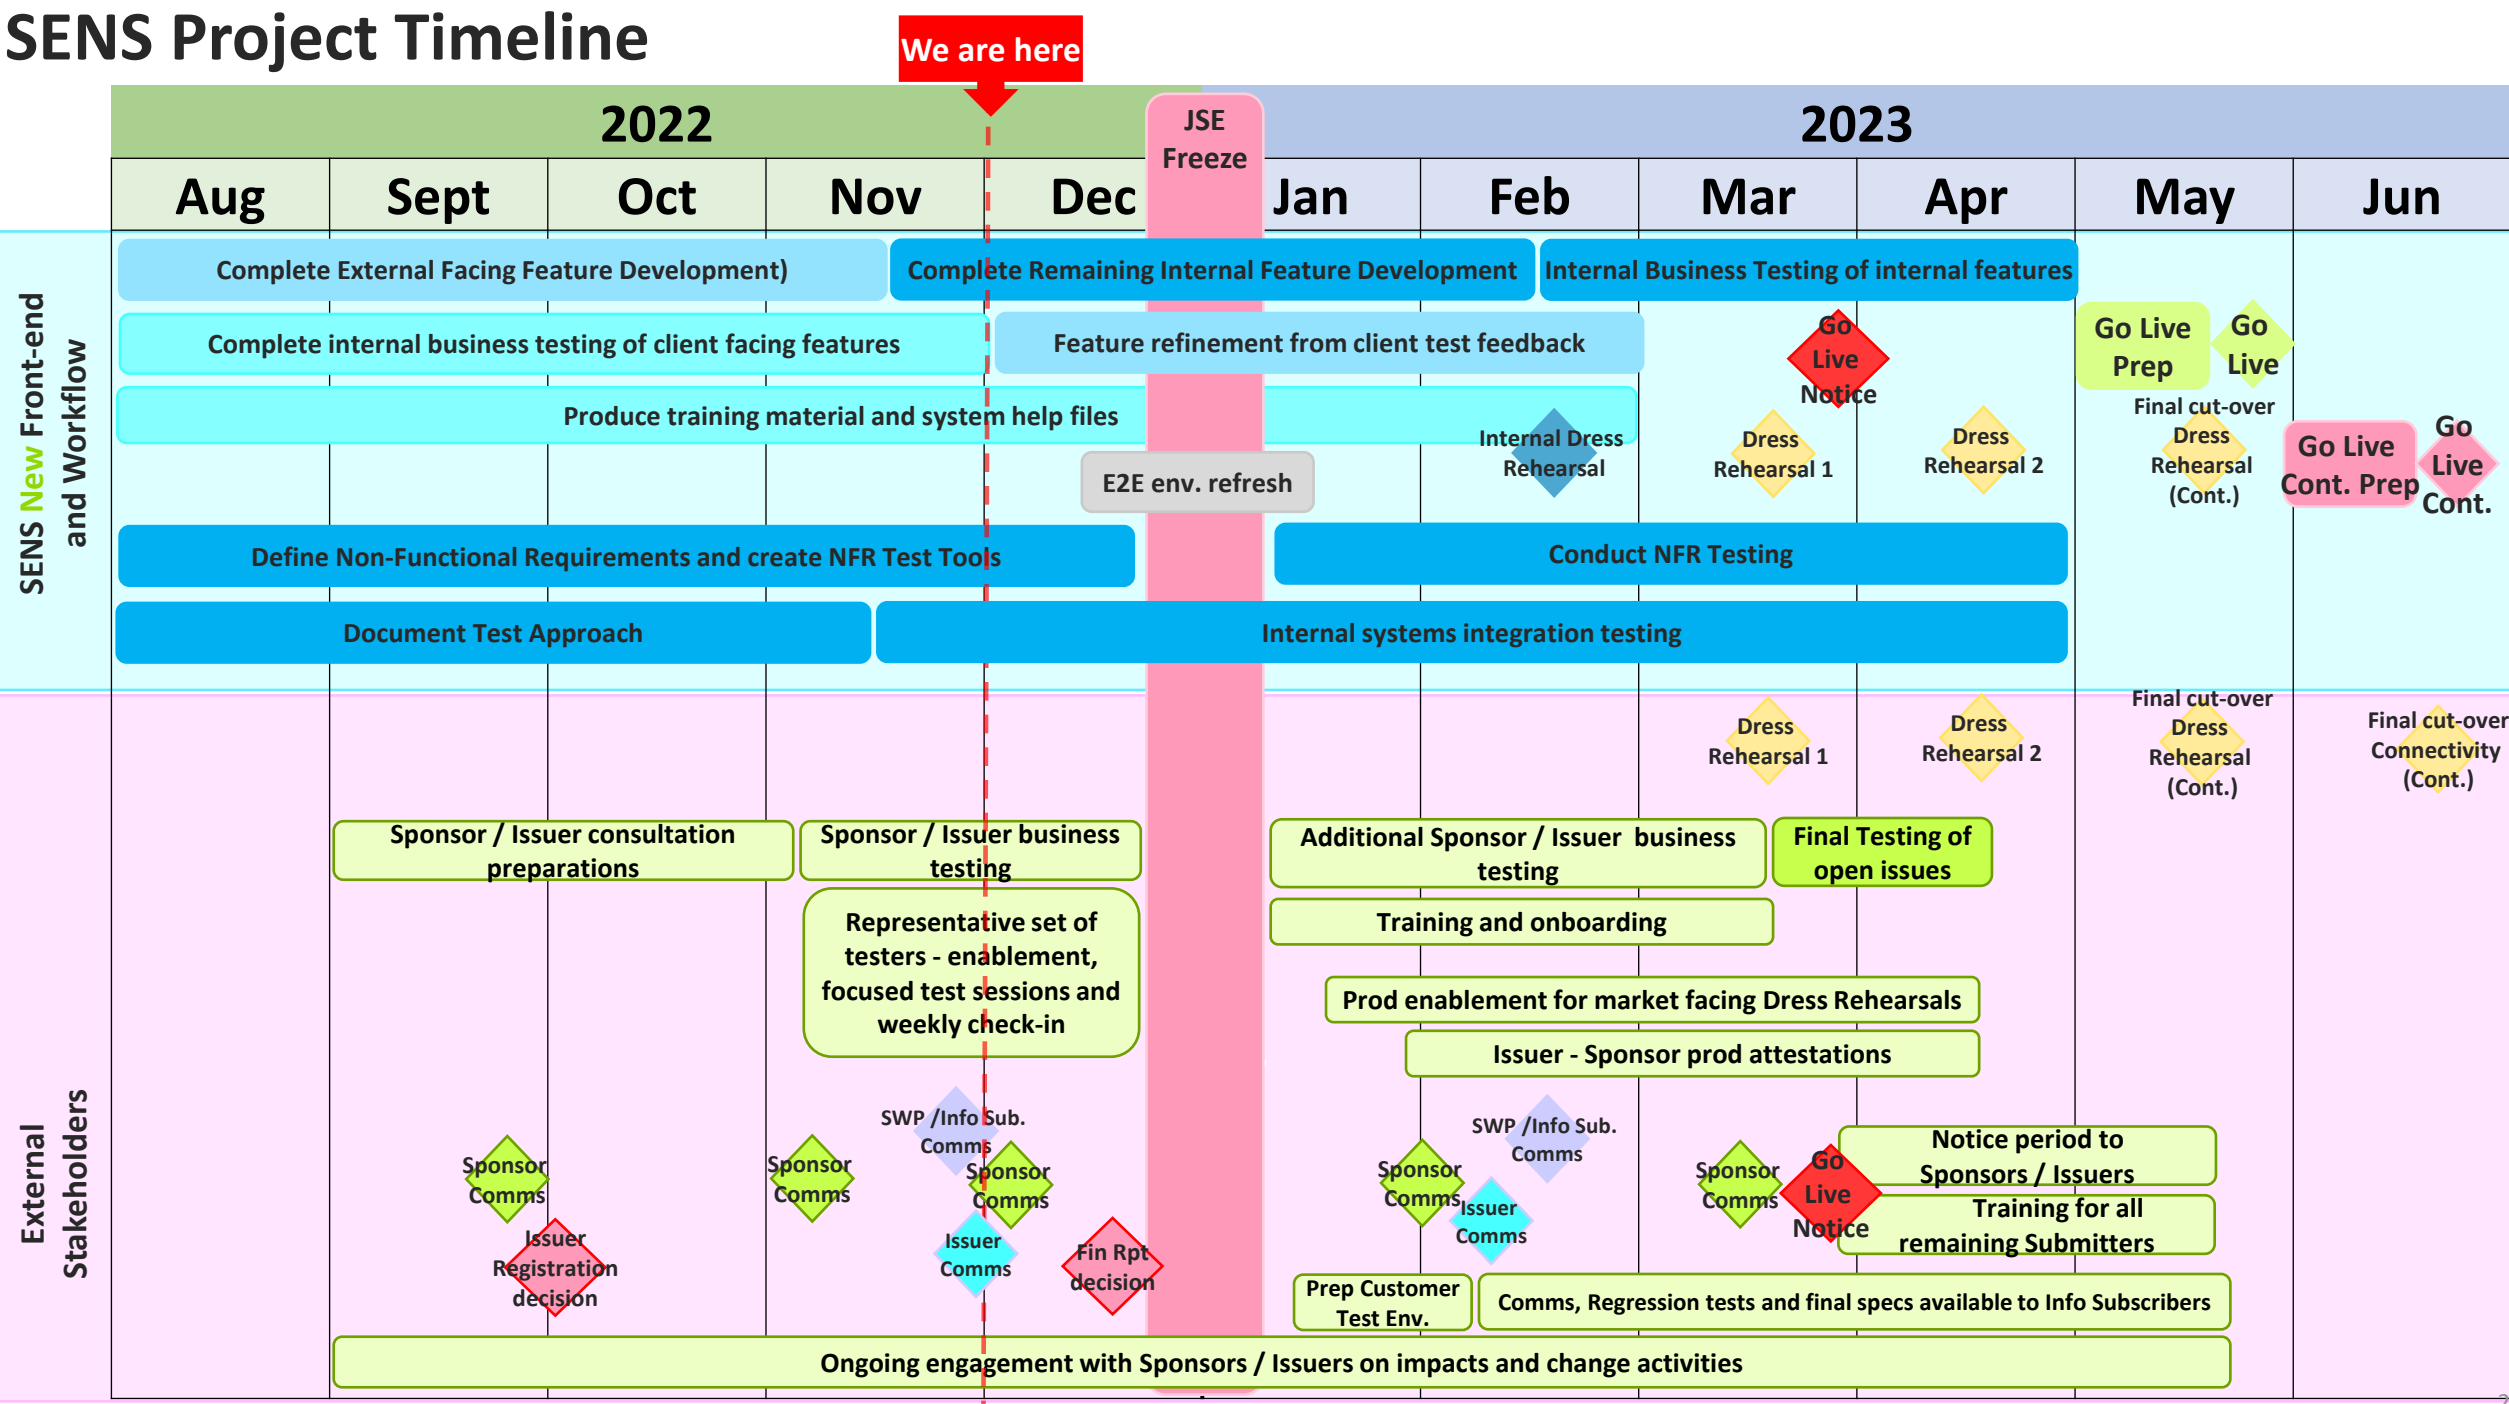 SENS Project Timeline
We are here
2022
JSE
Freeze
2023
Aug
Sept
Oct
Nov
Dec
Jan
Feb
Mar
Apr
May
Jun
SENS New Front-end
and Workflow
Complete External Facing Feature Development)
Complete Remaining Internal Feature Development
Internal Business Testing of internal features
Complete internal business testing of client facing features
Feature refinement from client test feedback
Go
Live
Notice
Go Live
Prep
Go
Live
Produce training material and system help files
Internal Dress
Rehearsal
Dress
Rehearsal 1
Dress
Rehearsal 2
Final cut-over
Dress
Rehearsal
(Cont.)
Go Live
Cont. Prep
Go
Live
Cont.
E2E env. refresh
Define Non-Functional Requirements and create NFR Test Tools
Conduct NFR Testing
Document Test Approach
Internal systems integration testing
External
Stakeholders
Dress
Rehearsal 1
Dress
Rehearsal 2
Final cut-over
Dress
Rehearsal
(Cont.)
Final cut-over
Connectivity
(Cont.)
Sponsor / Issuer consultation
preparations
Sponsor / Issuer business
testing
Additional Sponsor / Issuer business
testing
Final Testing of
open issues
Representative set of
testers - enablement,
focused test sessions and
weekly check-in
Training and onboarding
Prod enablement for market facing Dress Rehearsals
Issuer - Sponsor prod attestations
SWP /Info Sub.
Comms
SWP /Info Sub.
Comms
Sponsor
Comms
Sponsor
Comms
Sponsor
Comms
Sponsor
Comms
Sponsor
Comms
Go
Live
Notice
Notice period to
Sponsors / Issuers
Issuer
Registration
decision
Issuer
Comms
Fin Rpt
decision
Issuer
Comms
Training for all
remaining Submitters
Prep Customer
Test Env.
Comms, Regression tests and final specs available to Info Subscribers
Ongoing engagement with Sponsors / Issuers on impacts and change activities